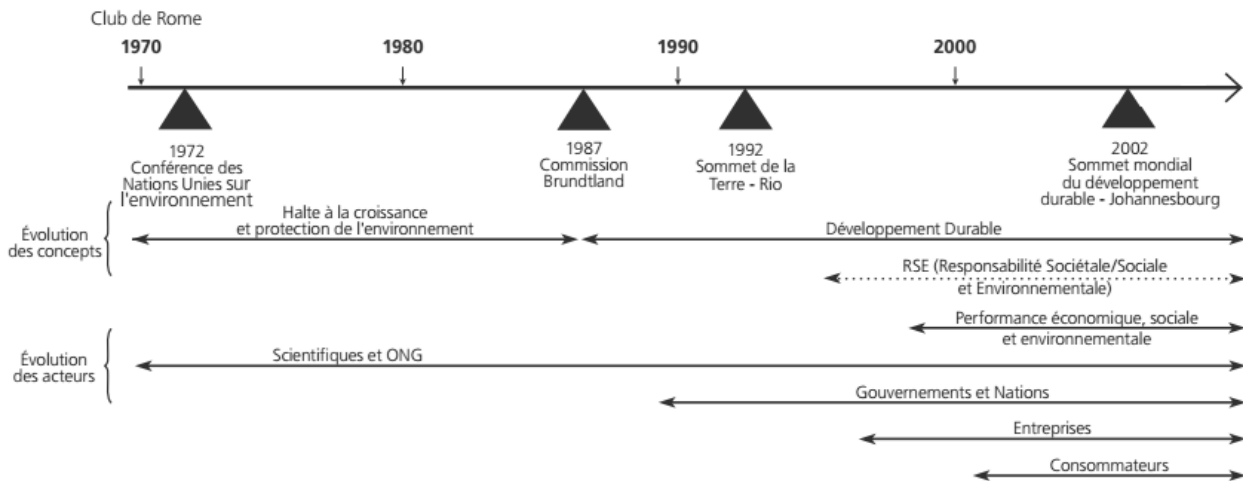 Club de Rome
1970 1980 1990 2000
1972
Conférence des
Nations Unies sur
l'environnement
1987
Commission
Brundtland
1992
Sommet de la
Terre - Rio
2002
Sommet mondial
du développement
durable - Johannesbourg
Évolution
des concepts
Halte à la croissance
et protection de l'environnement
Développement Durable
RSE (Responsabilité Sociétale/Sociale
et Environnementale)
Performance économique, sociale
et environnementale
Évolution
des acteurs
Scientifiques et ONG
Gouvernements et Nations
Entreprises
Consommateurs